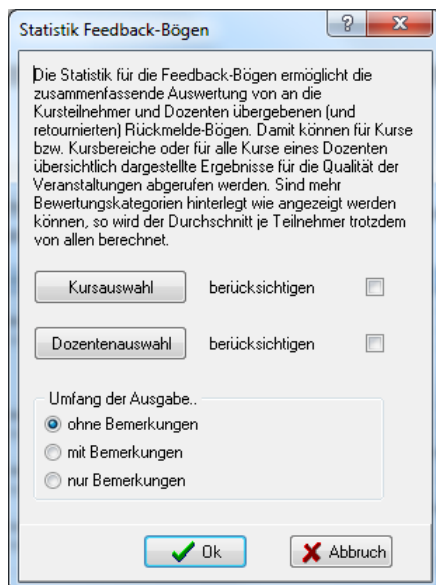 Statistik Feedback-Bögen
Die Statistik für die Feedback-Bögen ermöglicht die
zusammenfassende Auswertung von an die
Kursteilnehmer und Dozenten übergebenen (und
retournierten) Rückmelde-Bögen. Damit können für Kurse
bzw. Kursbereiche oder für alle Kurse eines Dozenten
übersichtlich dargestellte Ergebnisse für die Qualität der
Veranstaltungen abgerufen werden. Sind mehr
Bewertungskategorien hinterlegt wie angezeigt werden
können, so wird der Durchschnitt je Teilnehmer trotzdem
von allen berechnet.
Kursauswahl berücksichtigen
Dozentenauswahl berücksichtigen
Umfang der Ausgabe..
ohne Bemerkungen
mit Bemerkungen
nur Bemerkungen
Ok Abbruch